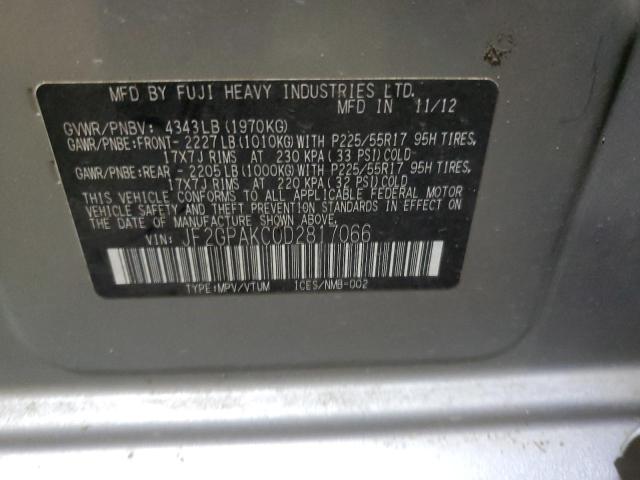 MFD BY FUJI HEAVY INDUSTRIES LTD.
MFD IN 11/12
GVWR/PNBV: 4343LB(1970KG)
GAWR/PNBE:FRONT- 2227LB(1010KG)WITH P225/55R17 95H TIRES,
17X7J RIMS AT 230 KPA(33 PSI)COLD
GAWR/PNBE:REAR - 2205LB(1000KG)WITH P225/55R17 95H TIRES,
17X7J RIMS AT 220 KPA(32 PSI)COLD
THIS VEHICLE CONFORMS TO ALL APPLICABLE FEDERAL MOTOR
VEHICLE SAFETY AND THEFT PREVENTION STANDARDS IN EFFECT ON
THE DATE OF MANUFACTURE SHOWN ABOVE.
VIN: JF2GPAKC0D2817066
TYPE:MPV/VTUM 1CES/NMB-002